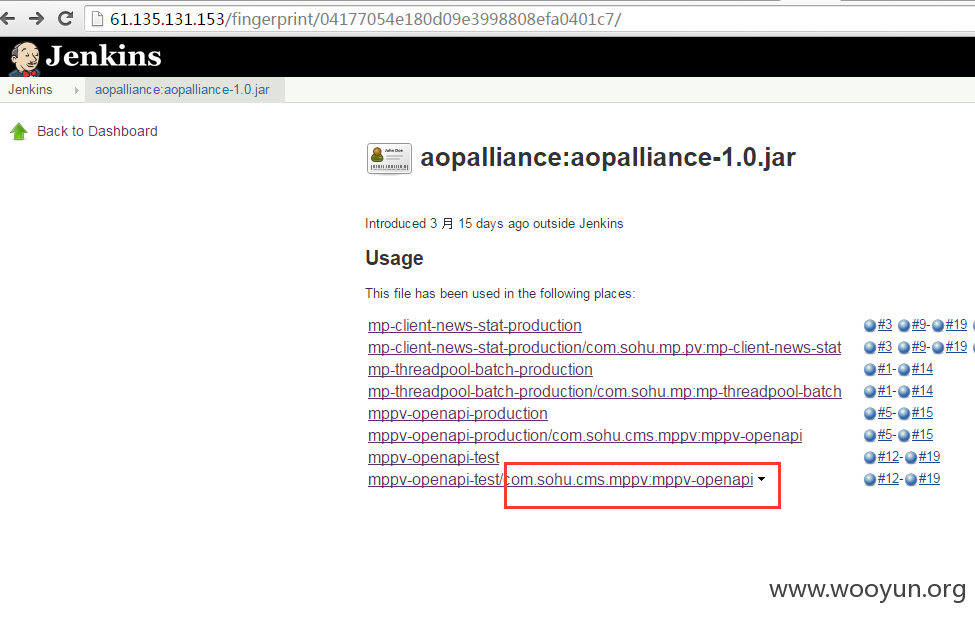 61.135.131.153/fingerprint/04177054e180d09e3998808efa0401c7/
Jenkins
Jenkins aopalliance:aopalliance-1.0.jar
Back to Dashboard
aopalliance:aopalliance-1.0.jar
Introduced 3 月 15 days ago outside Jenkins
Usage
This file has been used in the following places:
mp-client-news-stat-production #3 #9-#19
mp-client-news-stat-production/com.sohu.mp.pv:mp-client-news-stat #3 #9-#19
mp-threadpool-batch-production #1-#14
mp-threadpool-batch-production/com.sohu.mp:mp-threadpool-batch #1-#14
mppv-openapi-production #5-#15
mppv-openapi-production/com.sohu.cms.mppv:mppv-openapi #5-#15
mppv-openapi-test #12-#19
mppv-openapi-test/com.sohu.cms.mppv:mppv-openapi #12-#19
www.wooyun.org